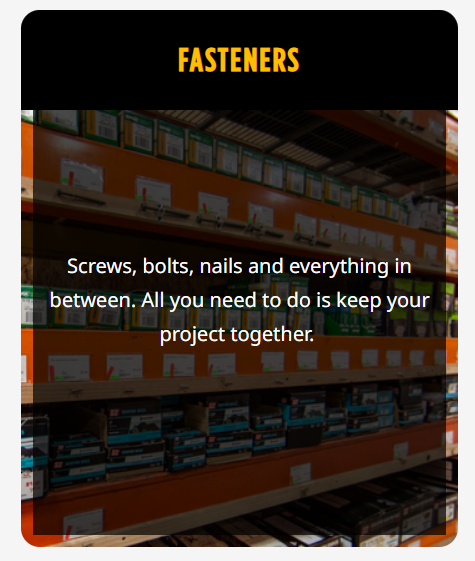 FASTENERS
Screws, bolts, nails and everything in
between. All you need to do is keep your
project together.